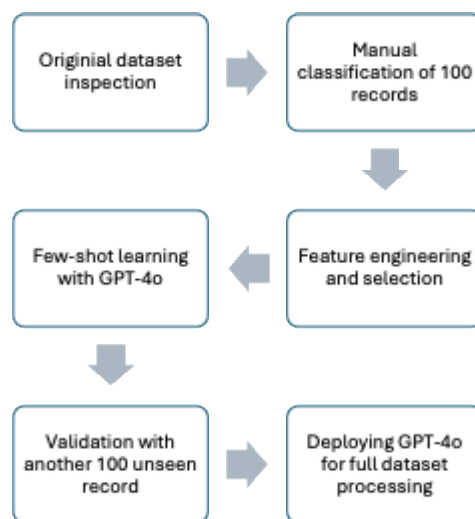 Originial dataset
inspection
Manual
classification of 100
records
Feature engineering
and selection
Few-shot learning
with GPT-4o
Validation with
another 100 unseen
record
Deploying GPT-4o
for full dataset
processing